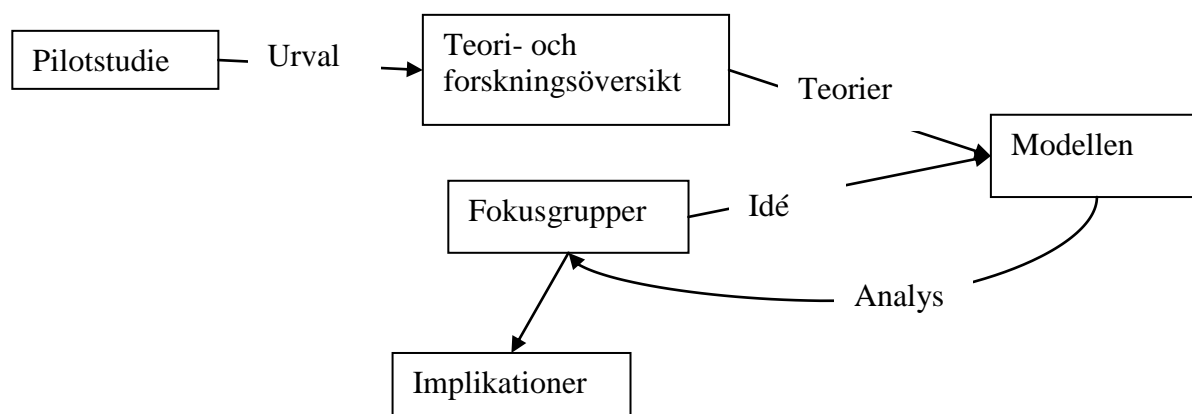 Pilotstudie
Urval
Teori- och
forskningsöversikt
Teorier
Modellen
Fokusgrupper
Idé
Analys
Implikationer